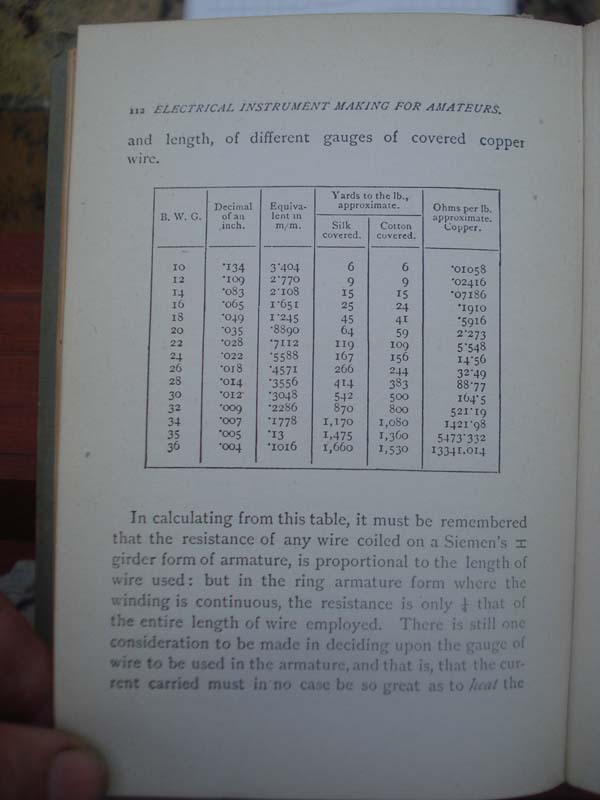 112 ELECTRICAL INSTRUMENT MAKING FOR AMATEURS.
and length, of different gauges of covered copper
wire.
B. W. G. Decimal of an inch. Equiva-lent in m/m. Yards to the lb., approximate. Silk covered. Cotton covered. Ohms per lb. approximate. Copper.
10 ·134 3·404 6 6 ·01058
12 ·109 2·770 9 9 ·02416
14 ·083 2·108 15 15 ·07186
16 ·065 1·651 25 24 ·1910
18 ·049 1·245 45 41 ·5916
20 ·035 ·8890 64 59 2·273
22 ·028 ·7112 119 109 5·548
24 ·022 ·5588 167 156 14·56
26 ·018 ·4571 266 244 32·49
28 ·014 ·3556 414 383 88·77
30 ·012 ·3048 542 500 164·5
32 ·009 ·2286 870 800 521·19
34 ·007 ·1778 1,170 1,080 1421·98
35 ·005 ·13 1,475 1,360 5473·332
36 ·004 ·1016 1,660 1,530 13341,014
In calculating from this table, it must be remembered
that the resistance of any wire coiled on a Siemen's I
girder form of armature, is proportional to the length of
wire used: but in the ring armature form where the
winding is continuous, the resistance is only ¼ that of
the entire length of wire employed. There is still one
consideration to be made in deciding upon the gauge of
wire to be used in the armature, and that is, that the cur-
rent carried must in no case be so great as to heat the